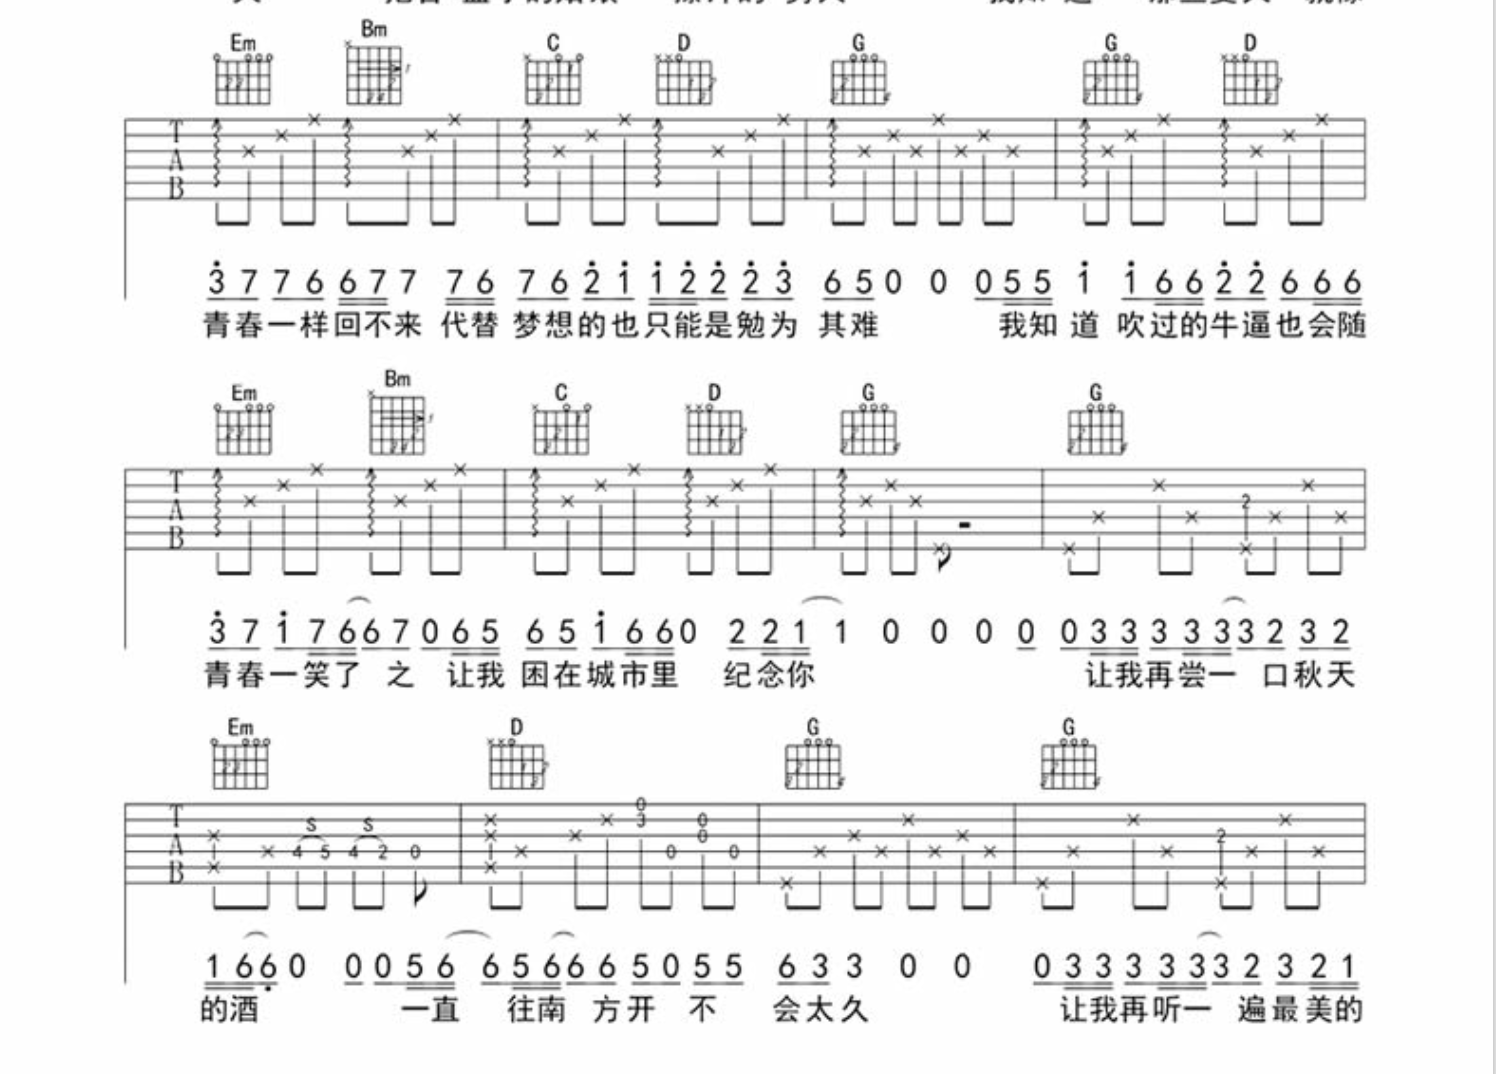 Em Bm C D G G D
T
A
B
3 7 7 6 6 7 7 7 6 7 6 2 1 1 2 2 2 3 6 5 0 0 0 5 5 1 1 6 6 2 2 6 6 6
青春一样回不来 代替 梦想的也只能是勉为 其难 我知 道 吹过的牛逼也会随
Em Bm C D G G
T
A
B
2
3 7 1 7 6 6 7 0 6 5 6 5 1 6 6 0 2 2 1 1 0 0 0 0 0 3 3 3 3 3 3 2 3 2
青春一笑了 之 让我 困在城市里 纪念你 让我再尝一 口秋天
Em D G G
T
A
B
S S
4 5 4 2 0 0 3 0 0 0 0 2
1 6 6 0 0 0 5 6 6 5 6 6 6 5 0 5 5 6 3 3 0 0 0 3 3 3 3 3 3 2 3 2 1
的酒 一直 往南 方开 不 会太久 让我再听一 遍最美的